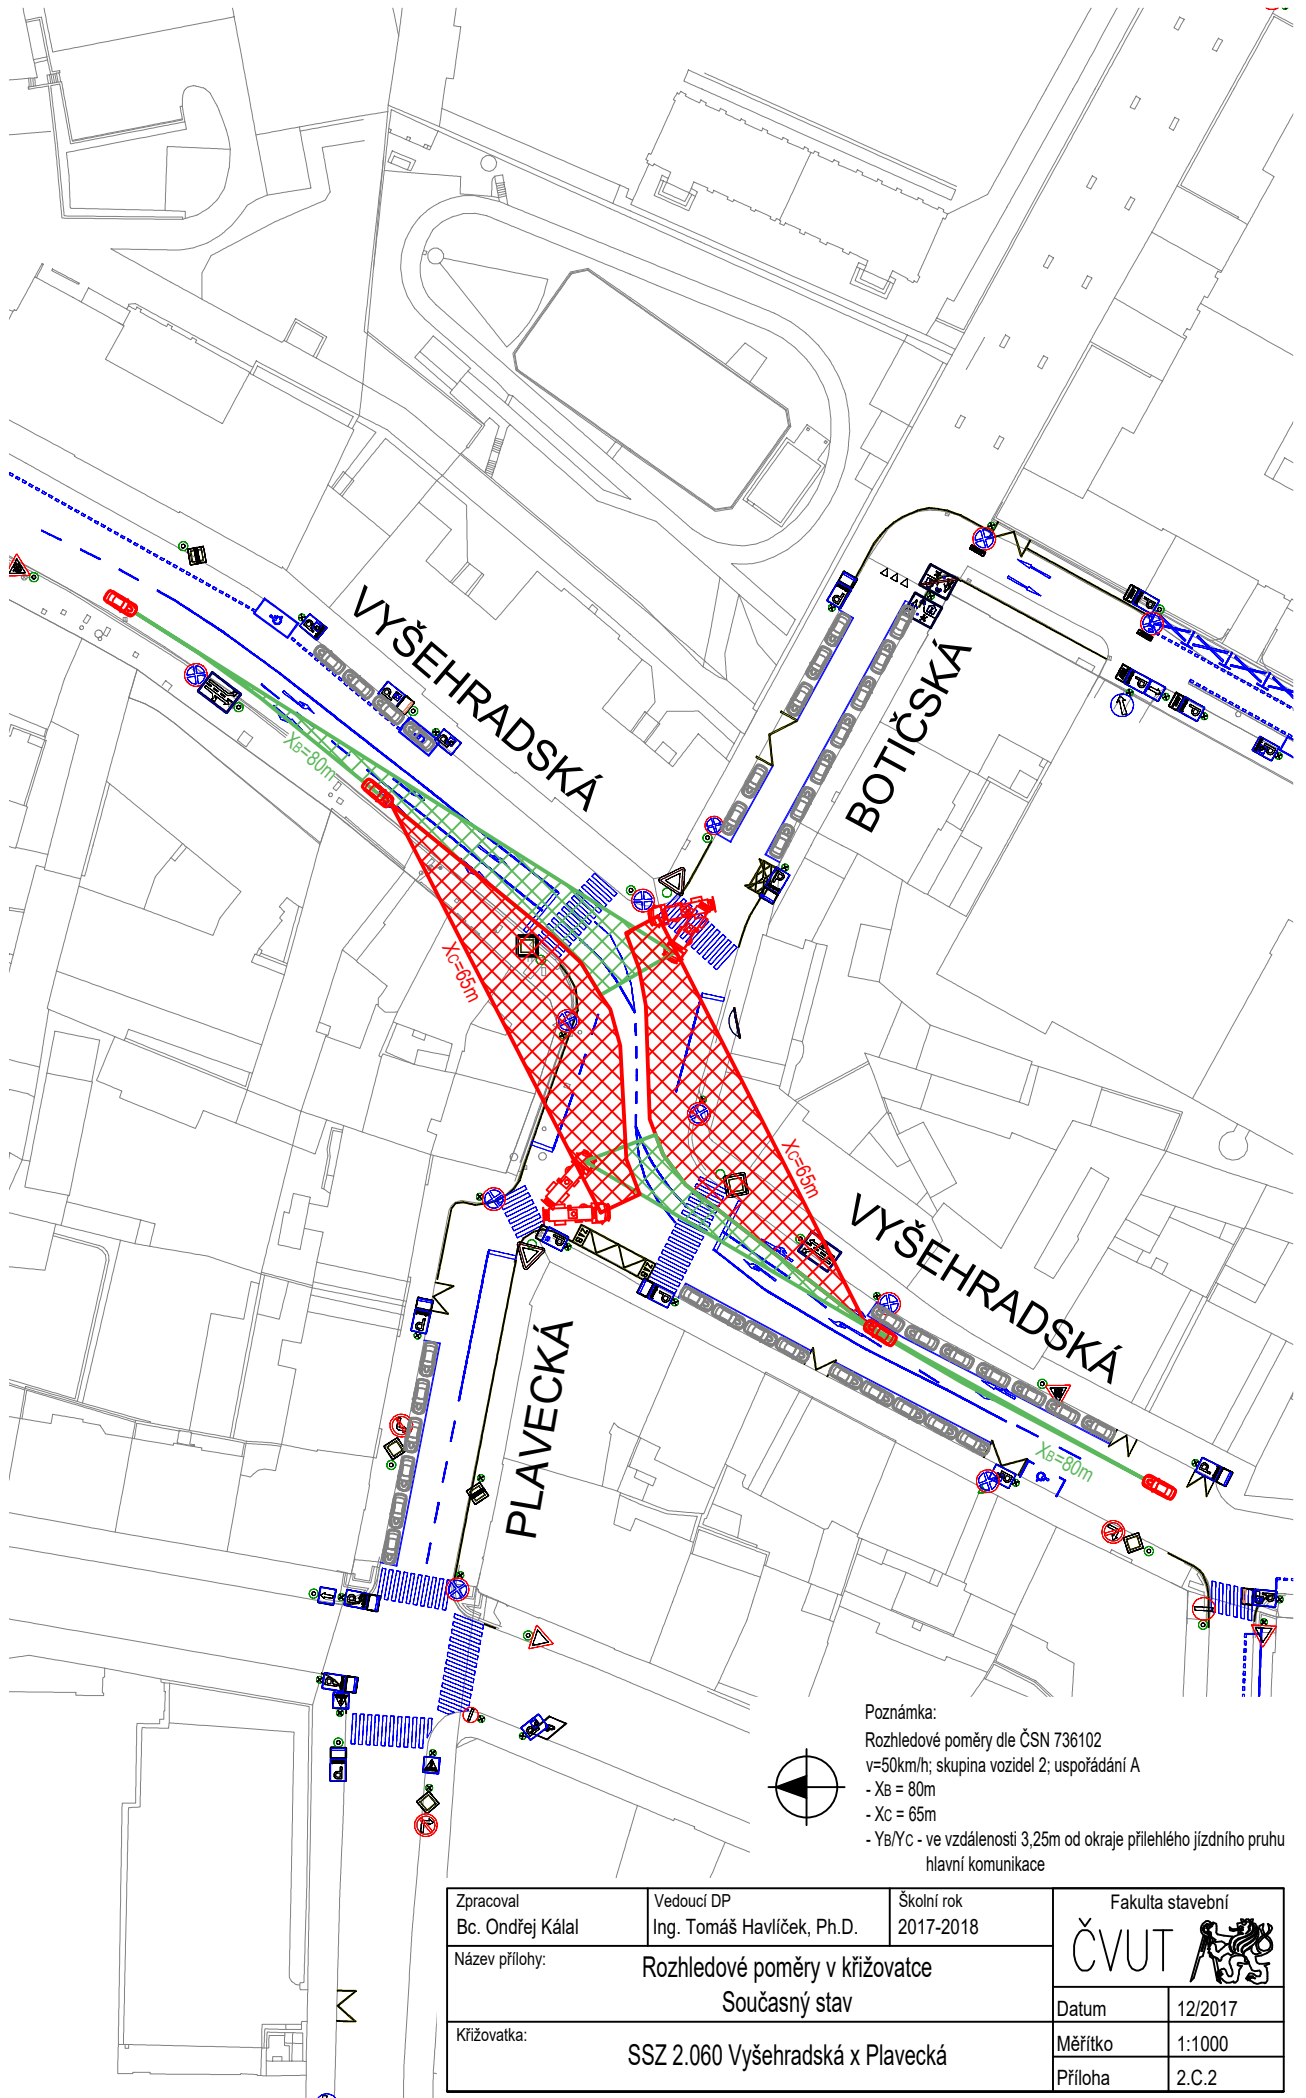 VYŠEHRADSKÁ
BOTIČSKÁ
XB=80m
XC=65m
XC=65m
VYŠEHRADSKÁ
PLAVECKÁ
XB=80m
Poznámka:
Rozhledové poměry dle ČSN 736102
v=50km/h; skupina vozidel 2; uspořádání A
- XB = 80m
- XC = 65m
- YB/YC - ve vzdálenosti 3,25m od okraje přilehlého jízdního pruhu
hlavní komunikace
Zpracoval
Bc. Ondřej Kálal
Vedoucí DP
Ing. Tomáš Havlíček, Ph.D.
Školní rok
2017-2018
Fakulta stavební
ČVUT
Název přílohy:
Rozhledové poměry v křižovatce
Současný stav
Datum
12/2017
Křižovatka:
SSZ 2.060 Vyšehradská x Plavecká
Měřítko
1:1000
Příloha
2.C.2